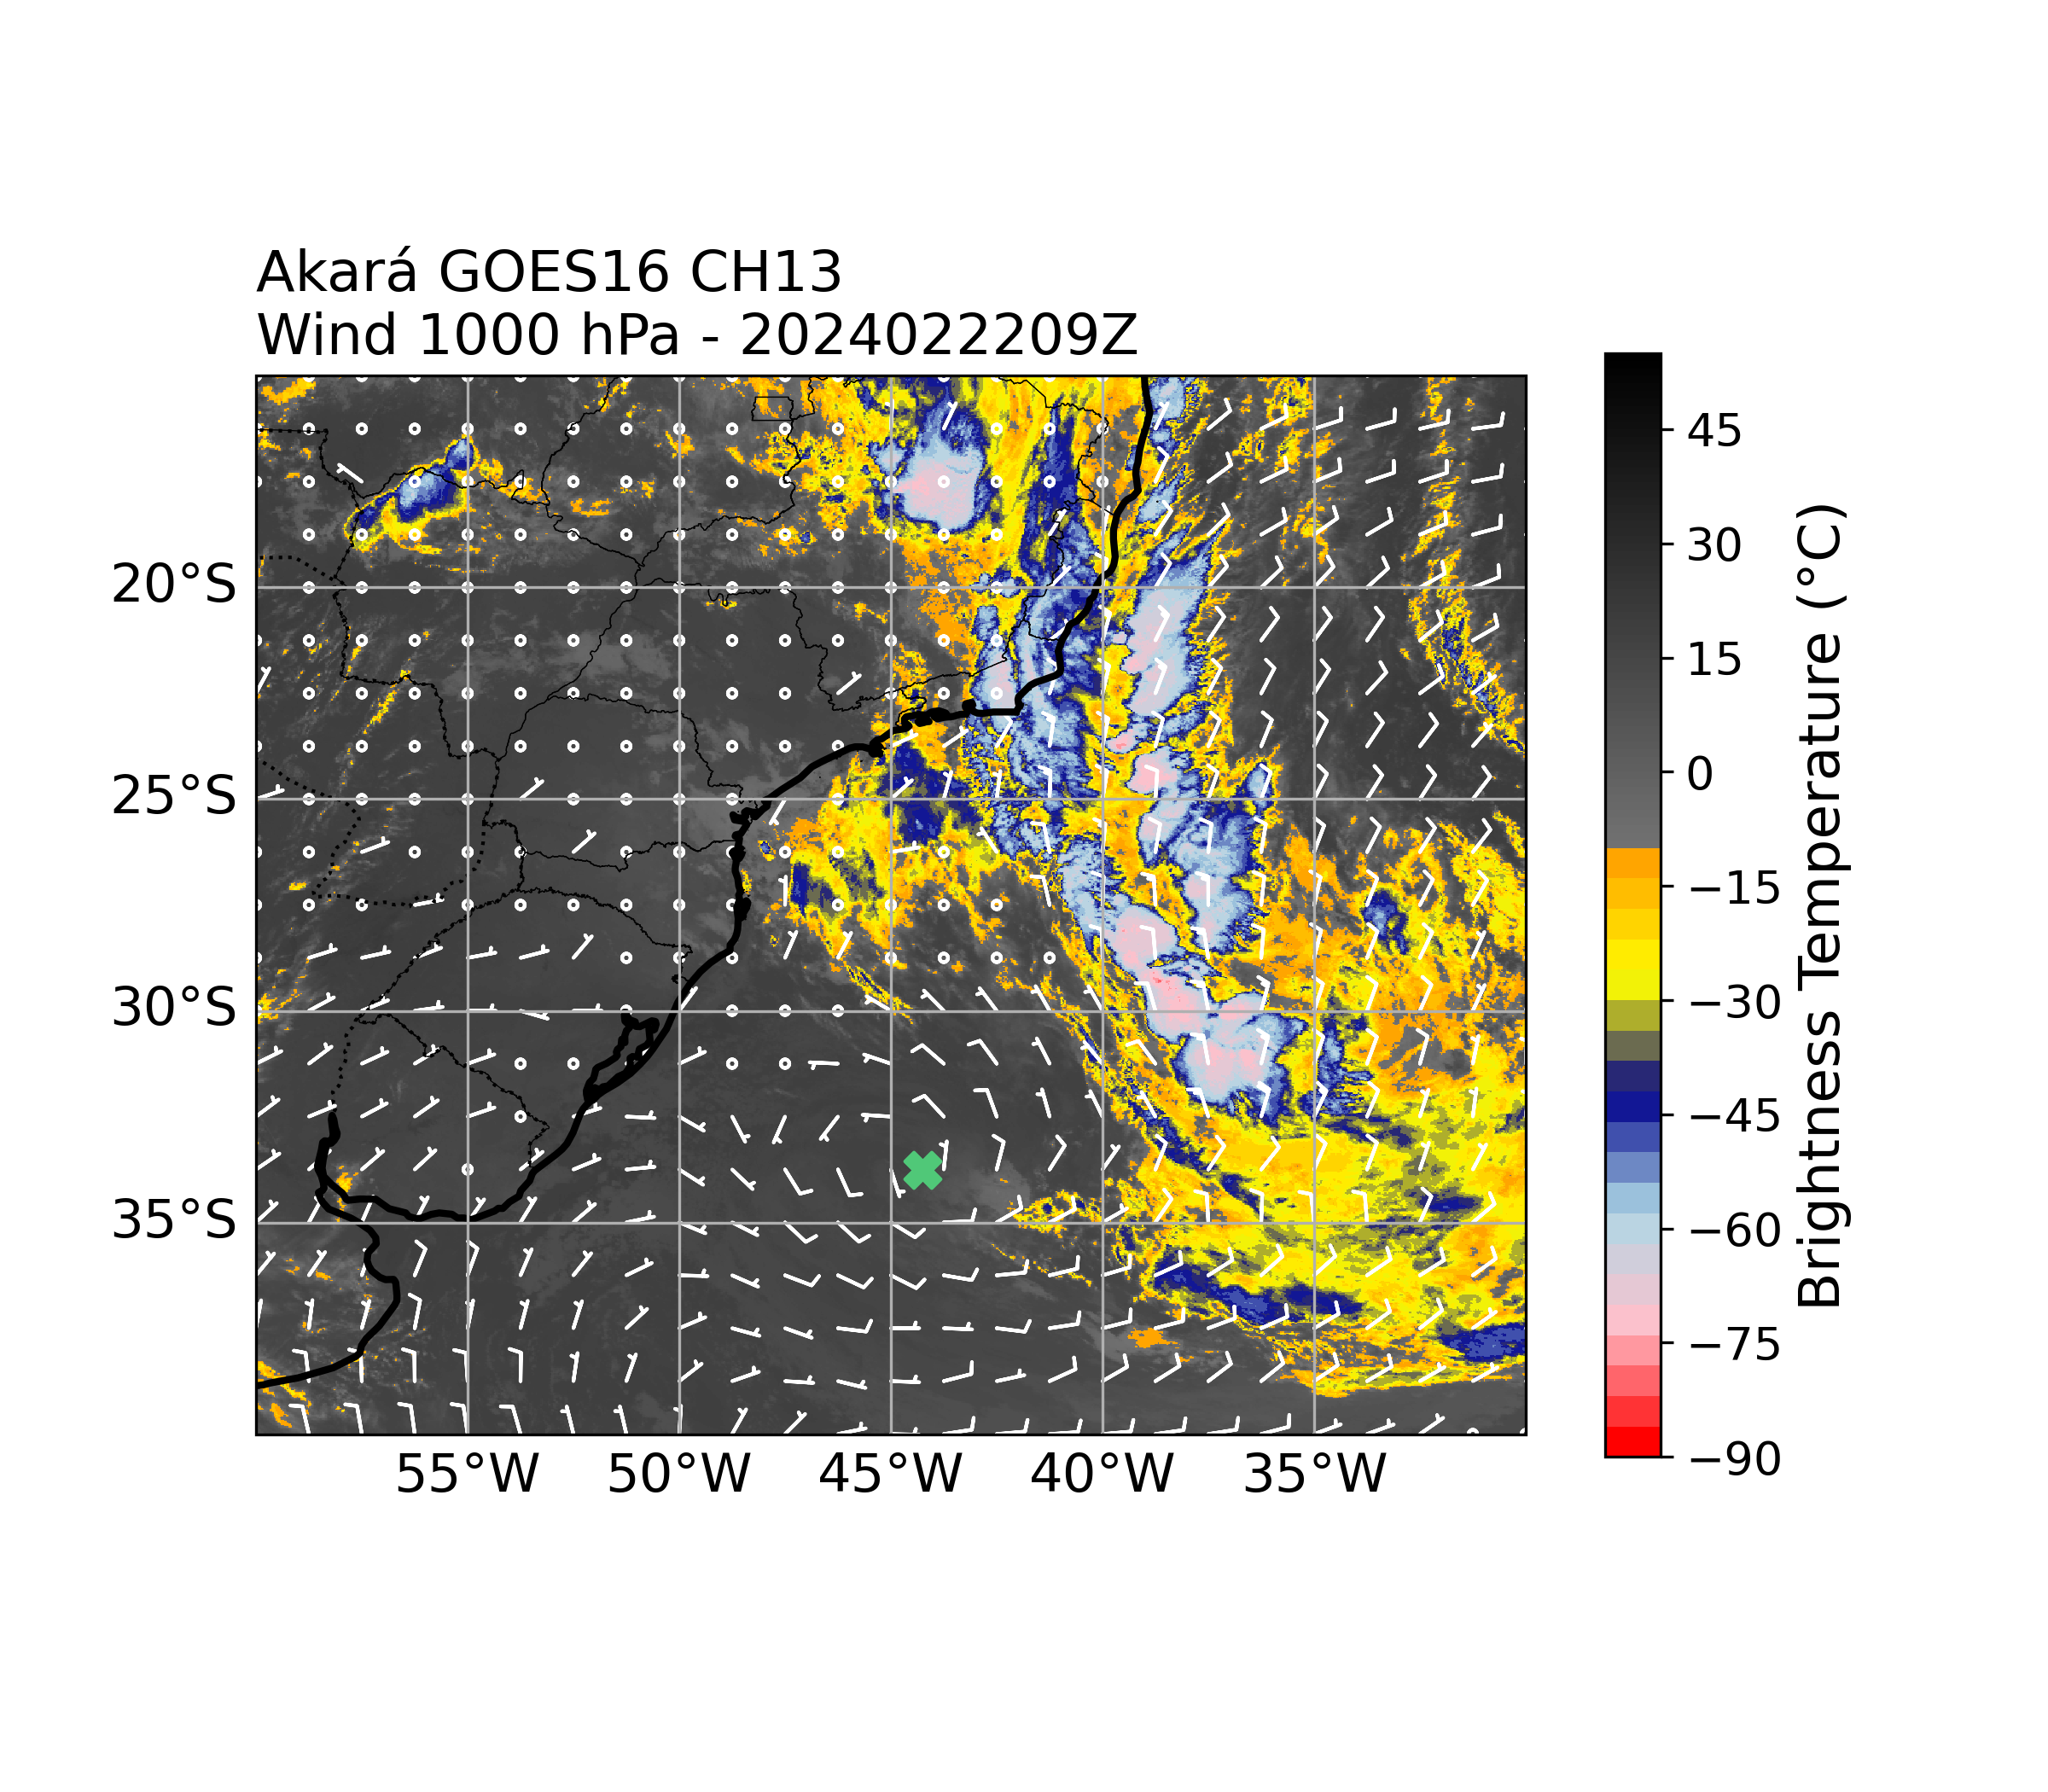 Akará GOES16 CH13
Wind 1000 hPa - 2024022209Z
20°S
25°S
30°S
35°S
55°W
50°W
45°W
40°W
35°W
45
30
15
0
−15
−30
−45
−60
−75
−90
Brightness Temperature (°C)